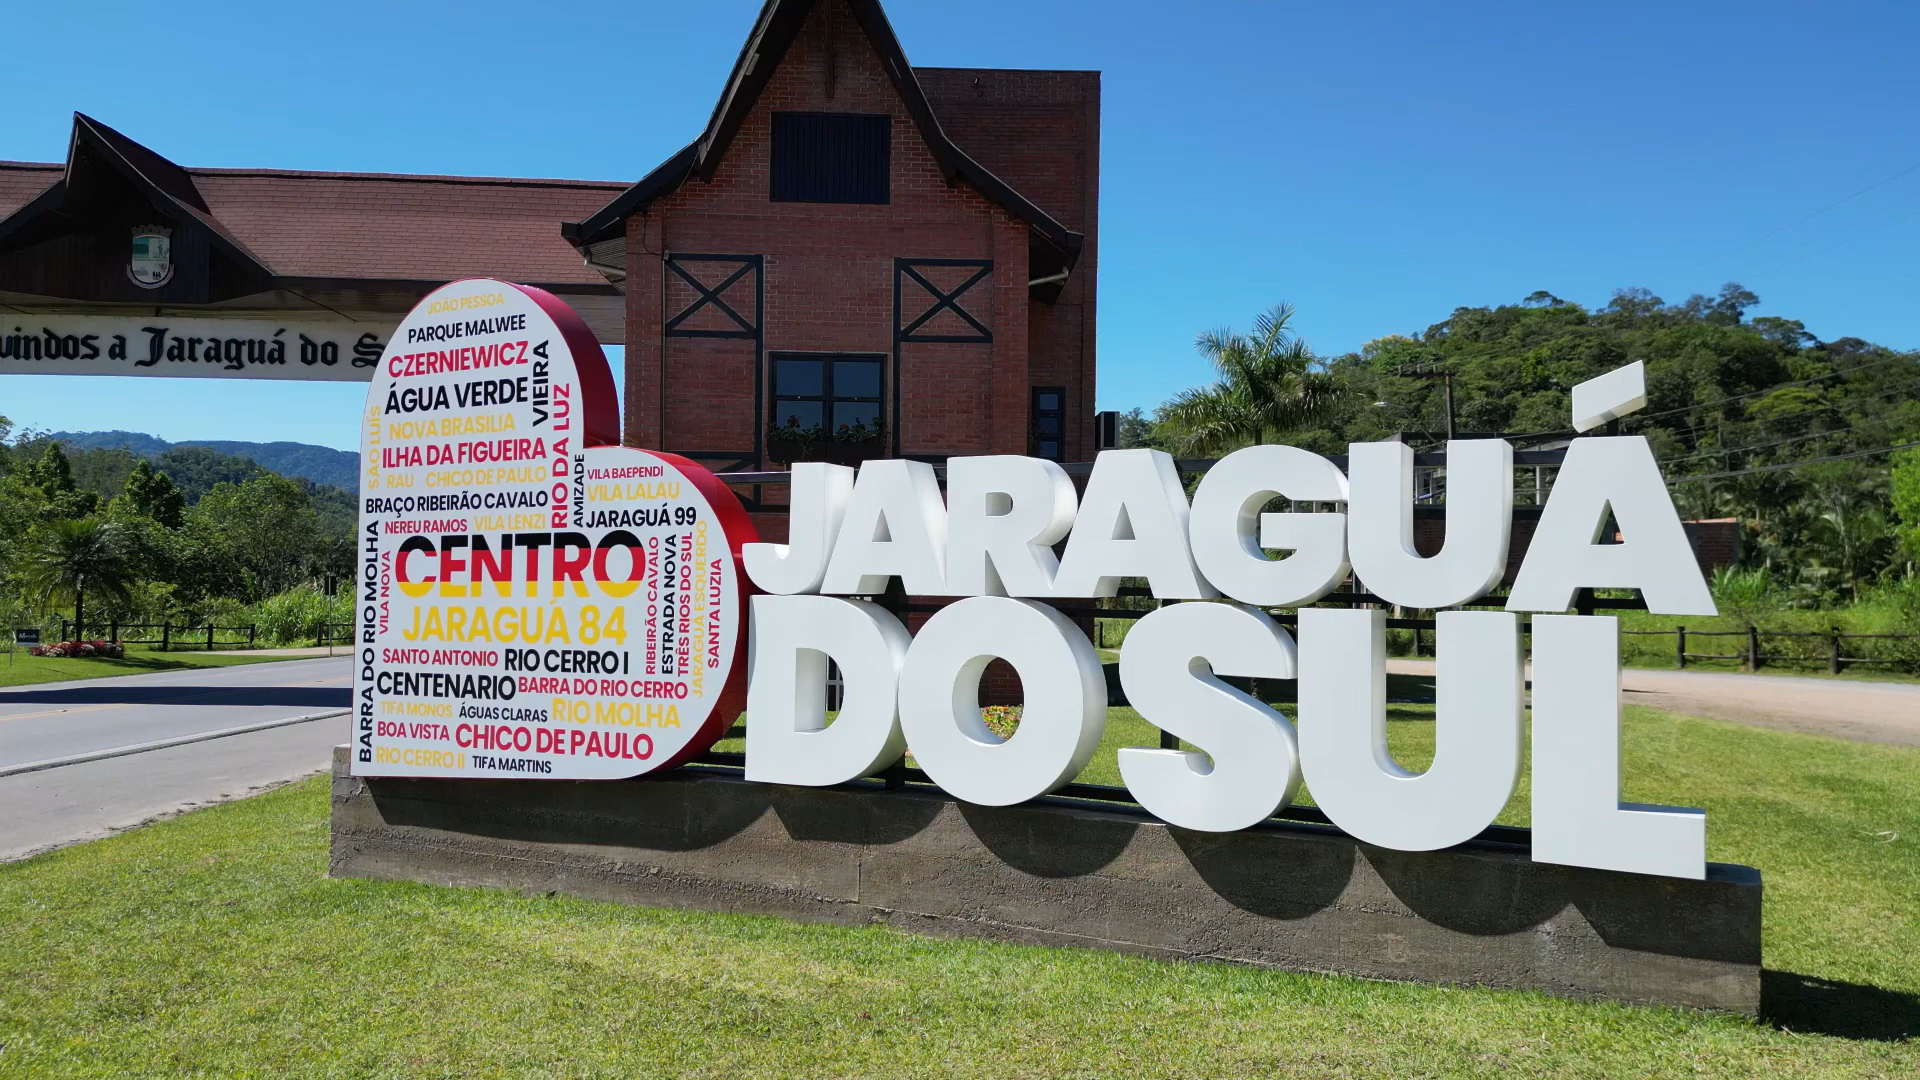 vindos a Jaraguá do S
JOÃO PESSOA
PARQUE MALWEE
CZERNIEWICZ
ÁGUA VERDE
VIEIRA
SÃO LUÍS
NOVA BRASILIA
ILHA DA FIGUEIRA
RIO DA LUZ
RAU CHICO DE PAULO
AMIZADE
VILA BAEPENDI
VILA LALAU
BRAÇO RIBEIRÃO CAVALO
JARAGUÁ 99
NEREU RAMOS VILA LENZI
BARRA DO RIO MOLHA
VILA NOVA
CENTRO
JARAGUÁ 84
RIBEIRÃO CAVALO
ESTRADA NOVA
TRÊS RIOS DO SUL
JARAGUÁ ESQUERDO
SANTA LUZIA
SANTO ANTONIO RIO CERRO I
CENTENARIO BARRA DO RIO CERRO
TIFA MONOS ÁGUAS CLARAS RIO MOLHA
BOA VISTA CHICO DE PAULO
RIO CERRO II TIFA MARTINS
JARAGUÁ
DO SUL